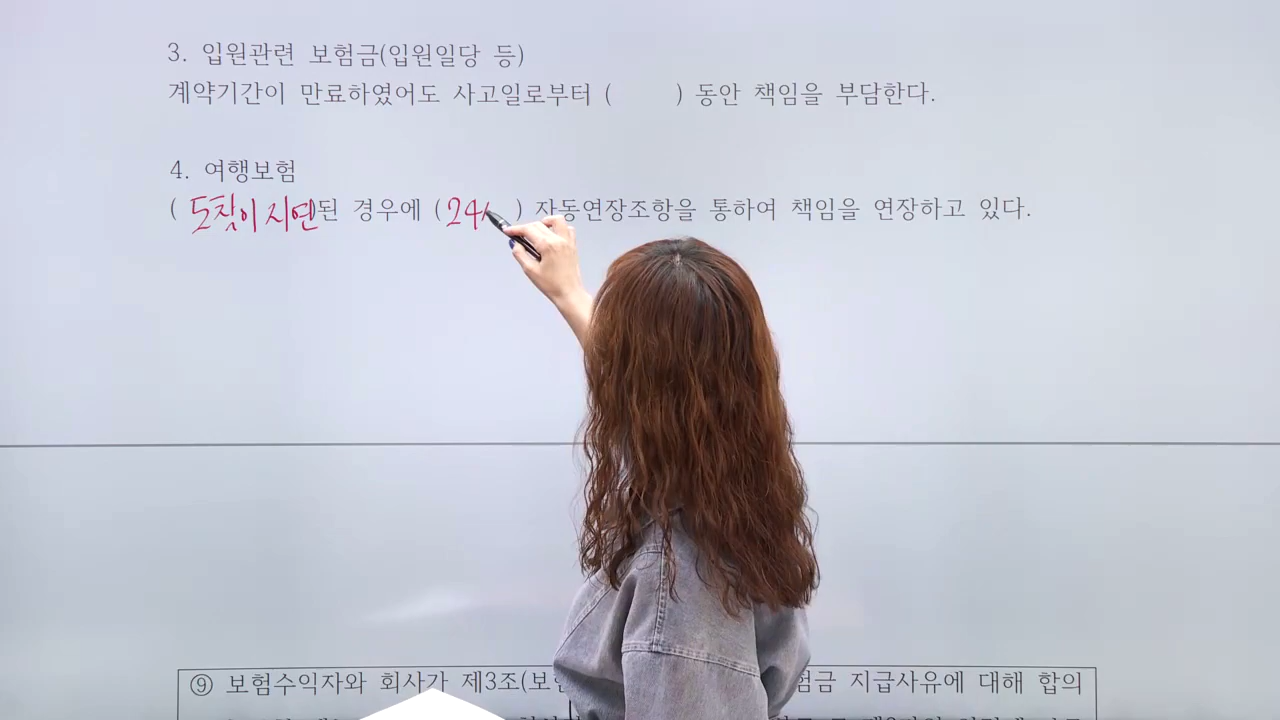 3. 입원관련 보험금(입원일당 등)
계약기간이 만료하였어도 사고일로부터 ( ) 동안 책임을 부담한다.
4. 여행보험
( 도착이 지연된 경우에 (24 ) 자동연장조항을 통하여 책임을 연장하고 있다.
⑨ 보험수익자와 회사가 제3조(보 험금 지급사유에 대해 합의